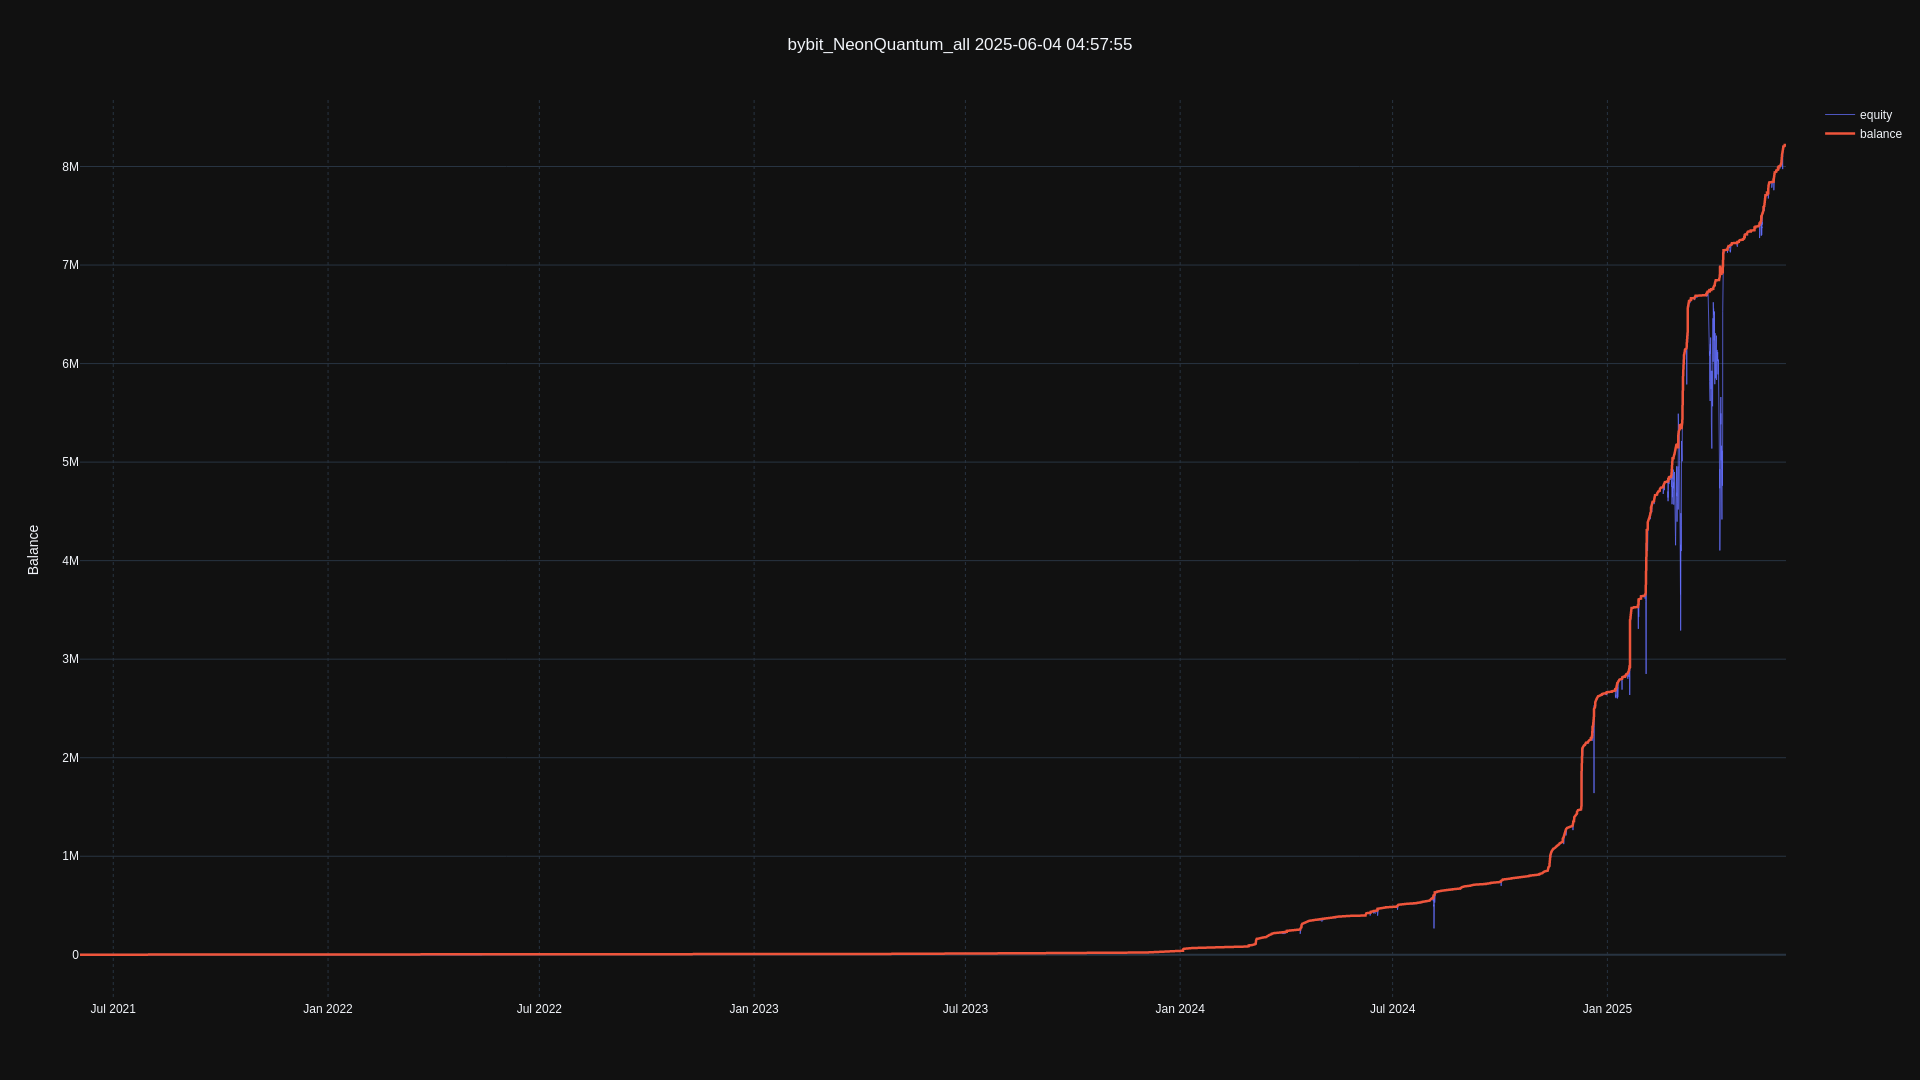 bybit_NeonQuantum_all 2025-06-04 04:57:55
equity
balance
8M
7M
6M
5M
4M
3M
2M
1M
0
Balance
Jul 2021
Jan 2022
Jul 2022
Jan 2023
Jul 2023
Jan 2024
Jul 2024
Jan 2025